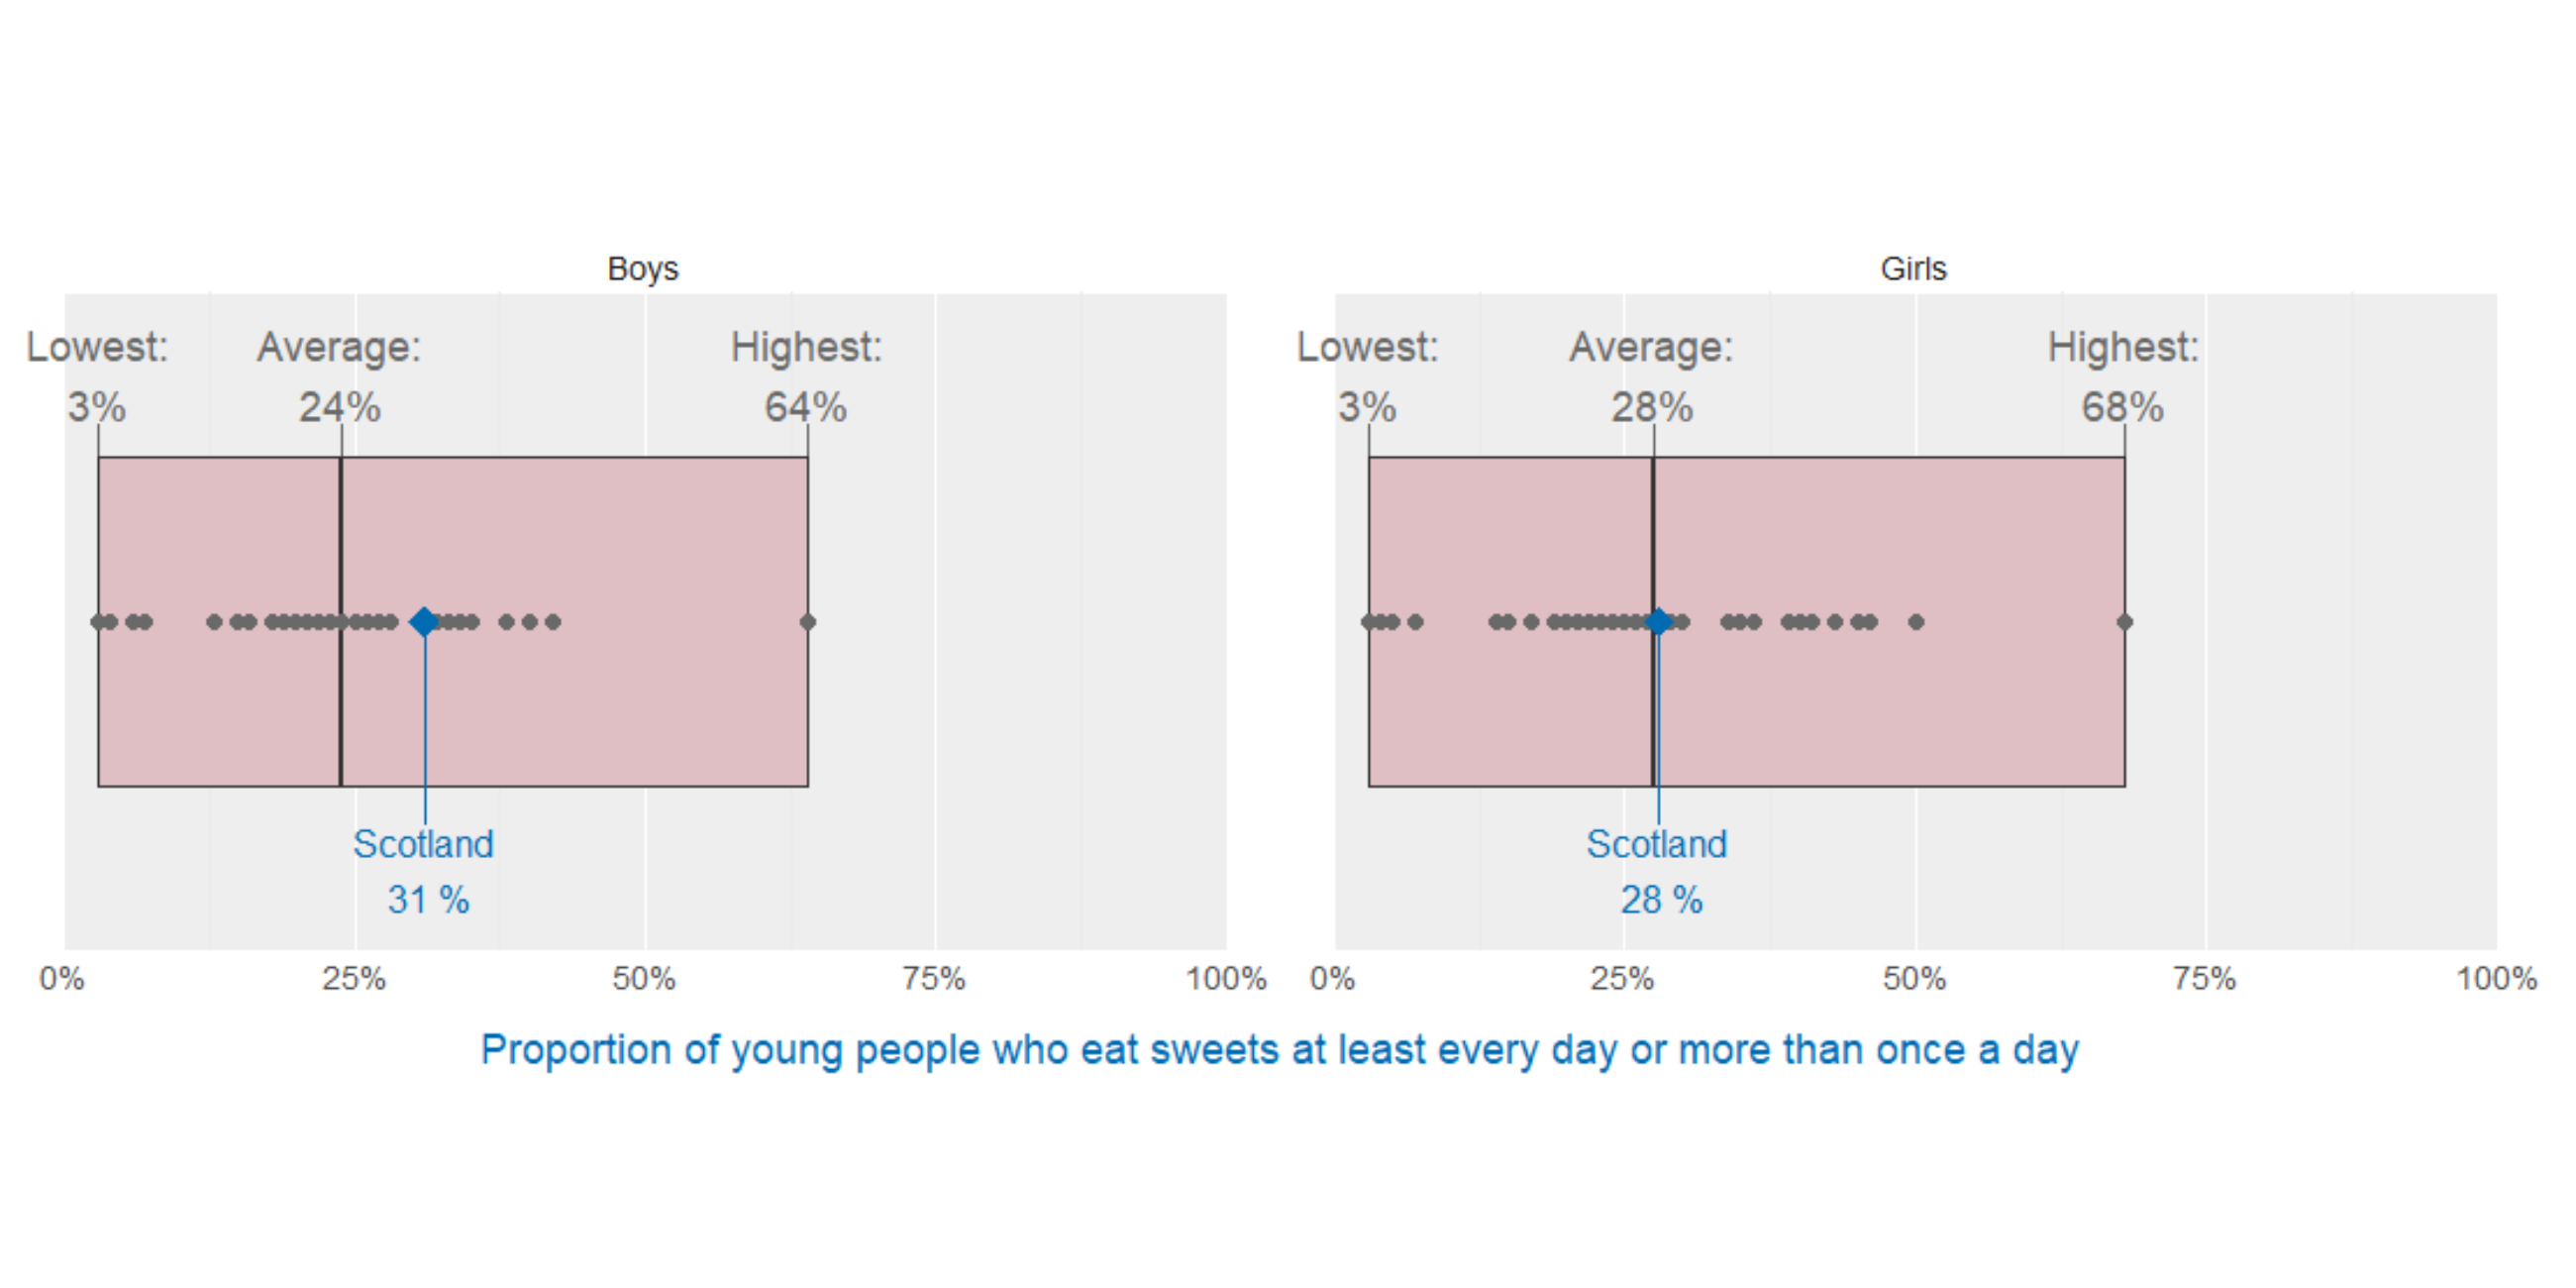 Boys
Lowest: Average: Highest:
3% 24% 64%
Scotland
31 %
0% 25% 50% 75% 100%
Girls
Lowest: Average: Highest:
3% 28% 68%
Scotland
28 %
0% 25% 50% 75% 100%
Proportion of young people who eat sweets at least every day or more than once a day